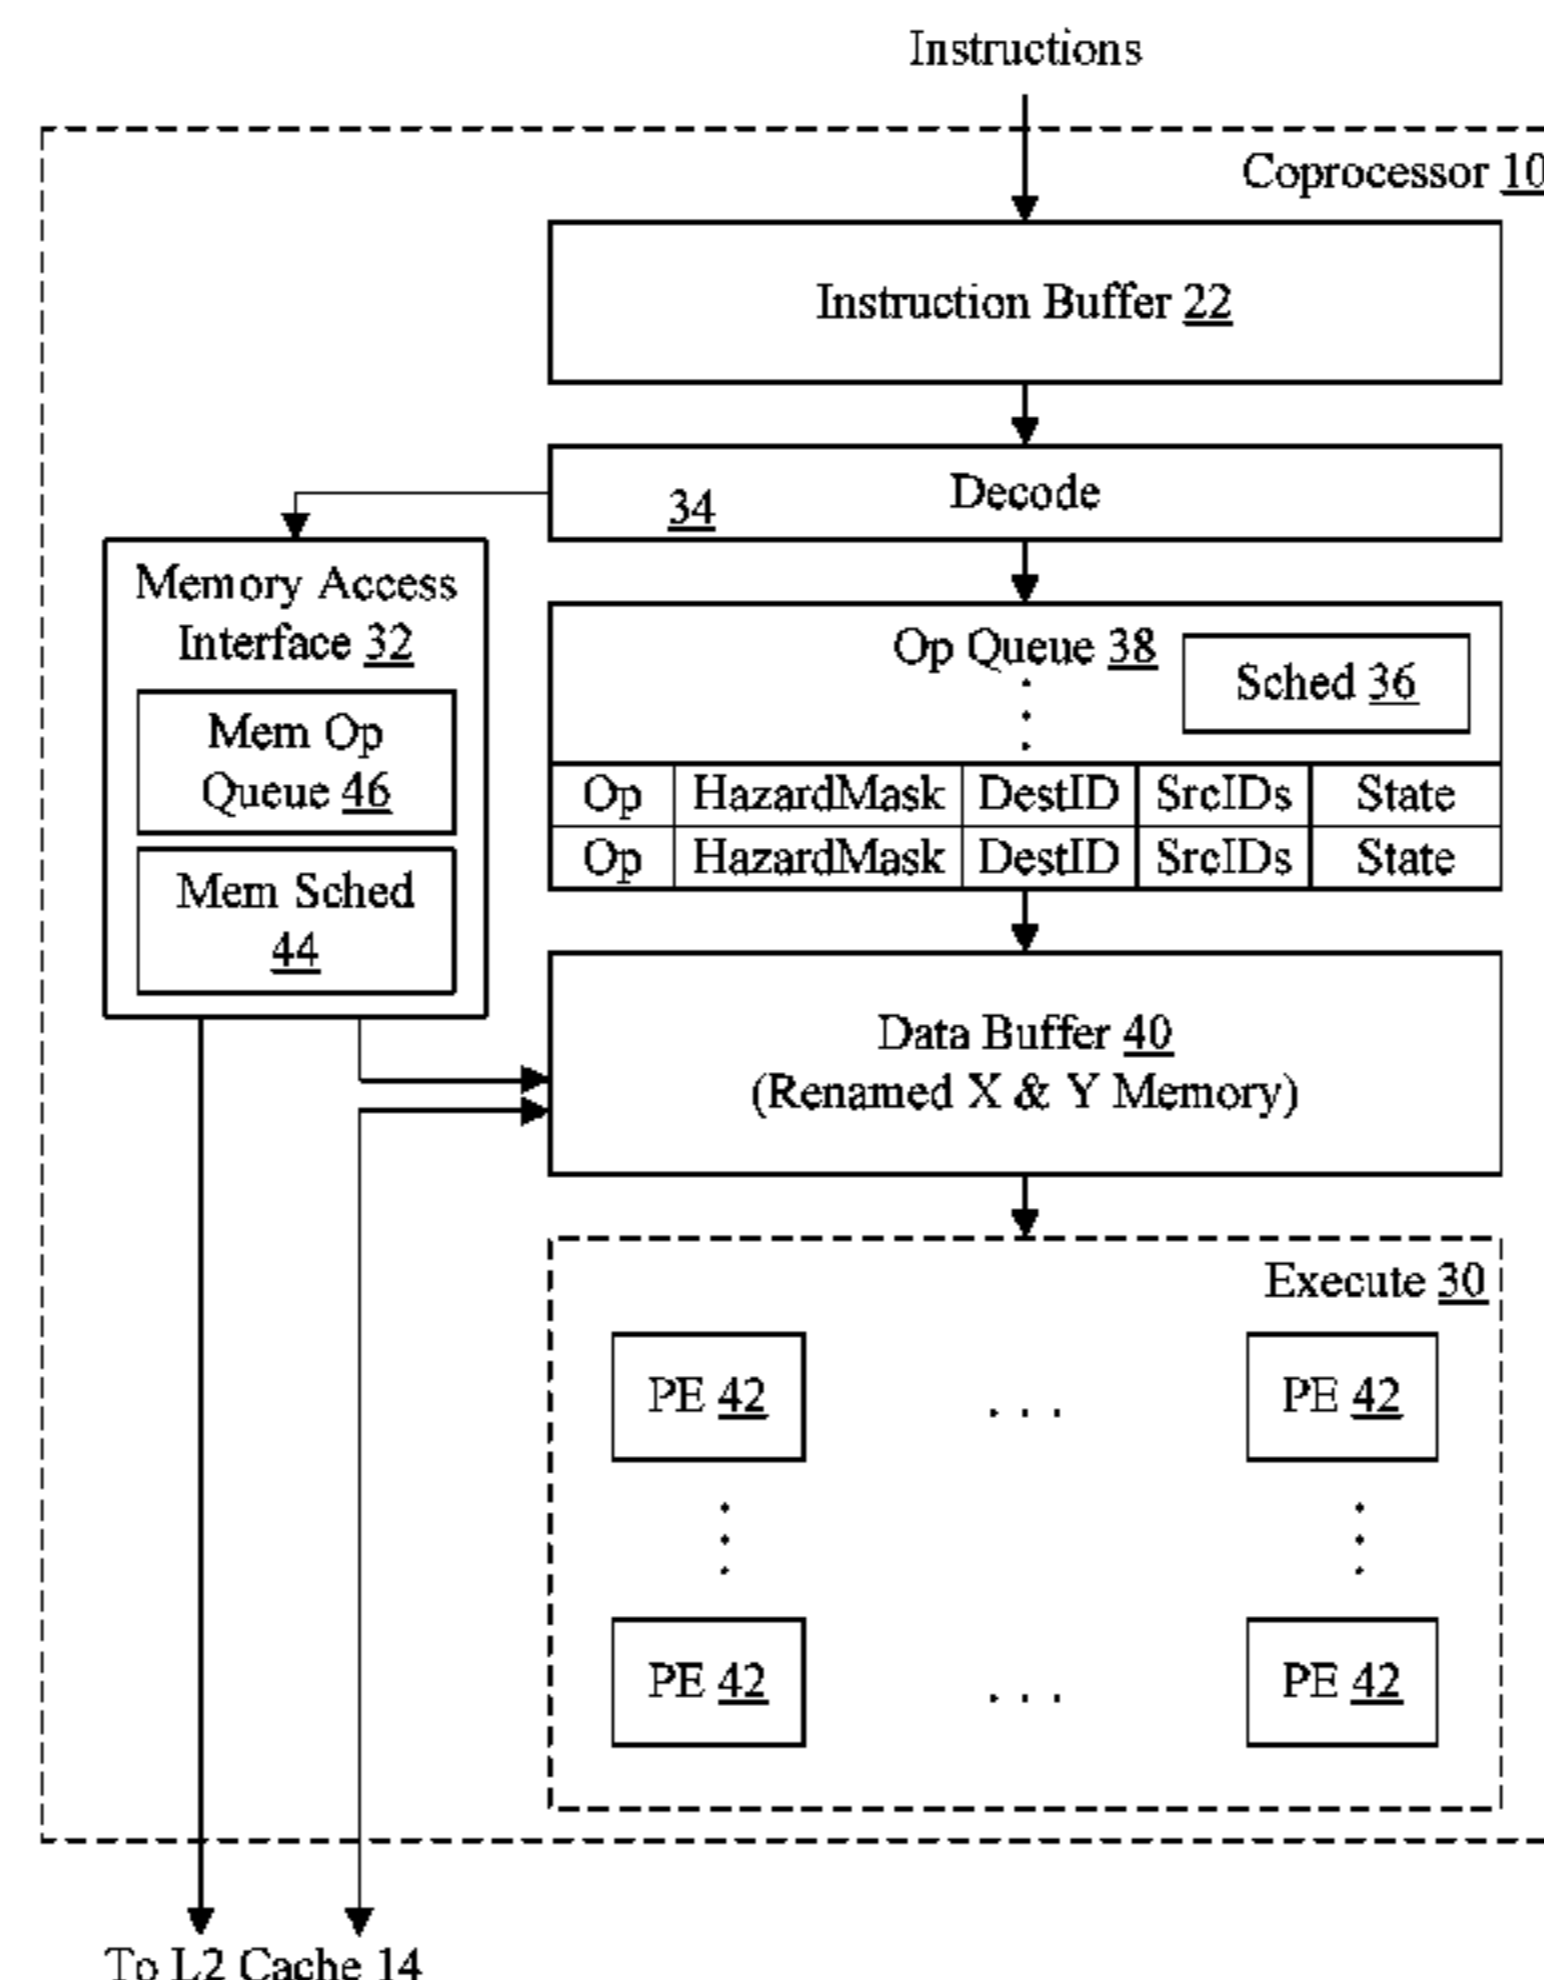 Instructions
Coprocessor 10
Instruction Buffer 22
34 Decode
Memory Access
Interface 32
Mem Op
Queue 46
Mem Sched
44
Op Queue 38
Sched 36
Op HazardMask DestID SrcIDs State
Op HazardMask DestID SrcIDs State
Data Buffer 40
(Renamed X & Y Memory)
Execute 30
PE 42 . . . PE 42
PE 42 . . . PE 42
To L2 Cache 14